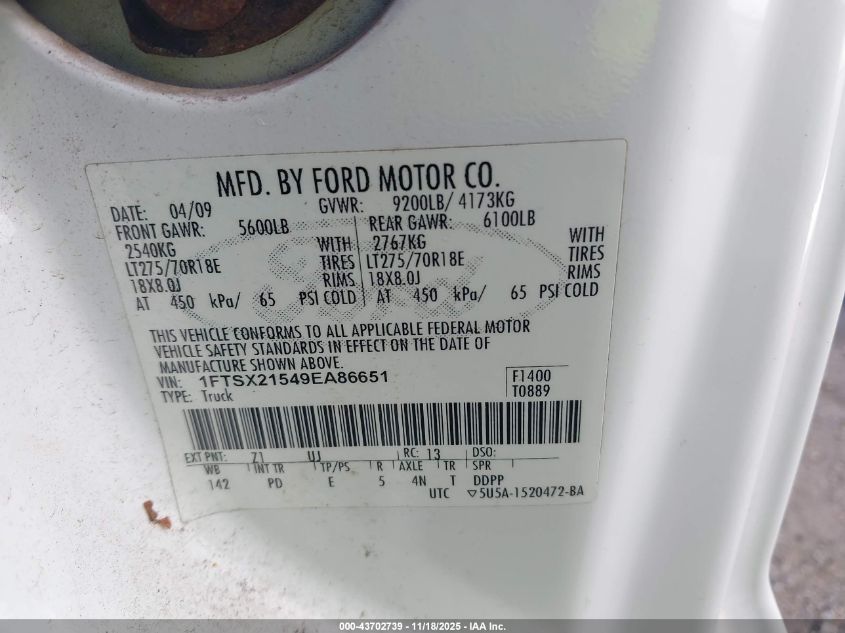 MFD. BY FORD MOTOR CO.
DATE: 04/09 GVWR: 9200LB/ 4173KG
FRONT GAWR: 5600LB REAR GAWR: 6100LB
2540KG WITH 2767KG WITH
LT275/70R18E TIRES LT275/70R18E TIRES
18X8.0J RIMS 18X8.0J RIMS
AT 450 kPa/ 65 PSI COLD AT 450 kPa/ 65 PSI COLD
THIS VEHICLE CONFORMS TO ALL APPLICABLE FEDERAL MOTOR
VEHICLE SAFETY STANDARDS IN EFFECT ON THE DATE OF
MANUFACTURE SHOWN ABOVE.
VIN: 1FTSX21549EA86651 F1400
TYPE: Truck T0889
EXT PNT: Z1 UJ RC: 13 DSO:
WB INT TR TP/PS R AXLE TR SPR
142 PD E 5 4N T DDPP
UTC ▽5U5A-1520472-BA
000-43702739 - 11/18/2025 - IAA Inc.